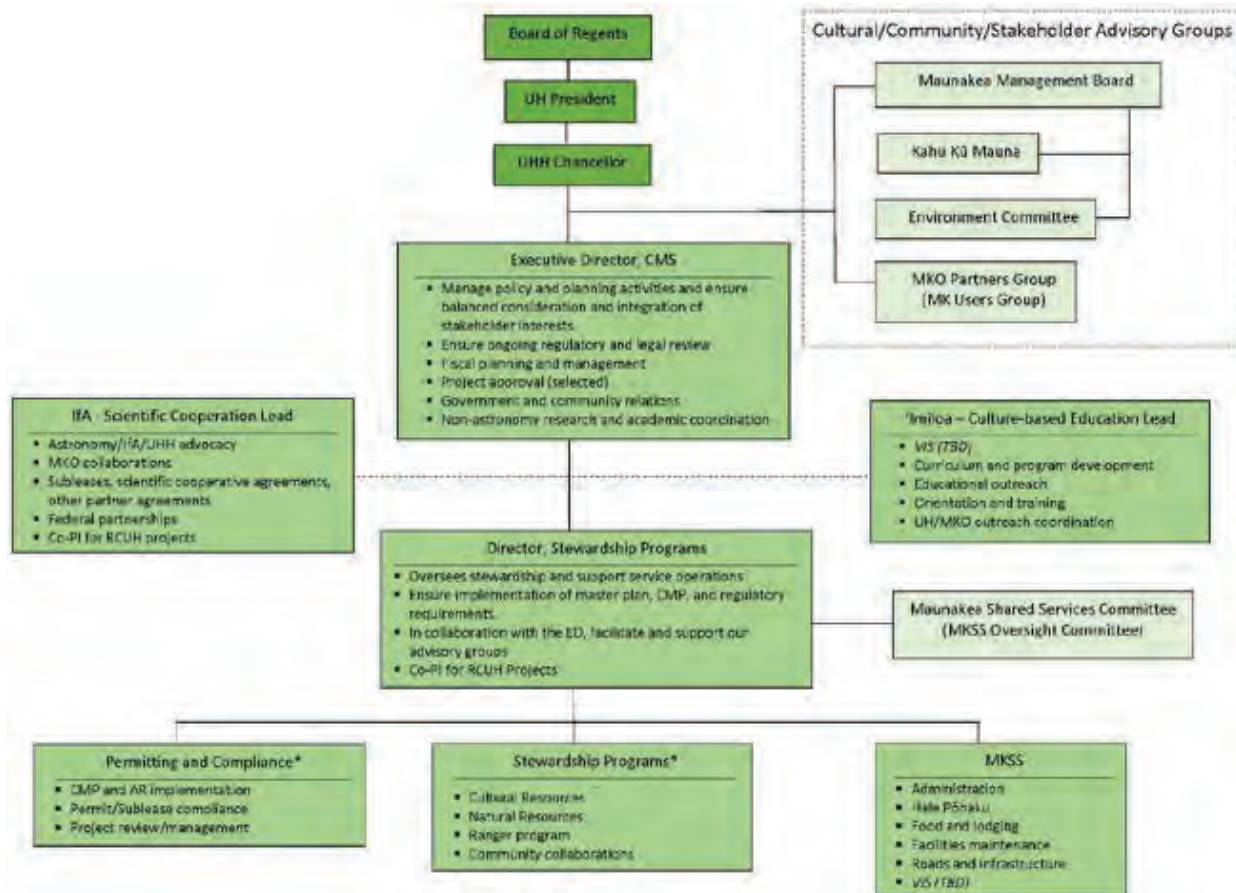 Board of Regents
UH President
UHH Chancellor
Cultural/Community/Stakeholder Advisory Groups
Maunakea Management Board
Kahu Kū Mauna
Environment Committee
MKO Partners Group
(MK Users Group)
Executive Director, CMS
▪ Manage policy and planning activities and ensure
balanced consideration and integration of
stakeholder interests
▪ Ensure ongoing regulatory and legal review
▪ Fiscal planning and management
▪ Project approval (selected)
▪ Government and community relations
▪ Non-astronomy research and academic coordination
IfA - Scientific Cooperation Lead
▪ Astronomy/IfA/UHH advocacy
▪ MKO collaborations
▪ Subleases, scientific cooperative agreements,
other partner agreements
▪ Federal partnerships
▪ Co-PI for RCUH projects
'Imiloa – Culture-based Education Lead
▪ VIS (TBD)
▪ Curriculum and program development
▪ Educational outreach
▪ Orientation and training
▪ UH/MKO outreach coordination
Director, Stewardship Programs
▪ Oversees stewardship and support service operations
▪ Ensure implementation of master plan, CMP, and regulatory
requirements
▪ In collaboration with the ED, facilitate and support our
advisory groups
▪ Co-PI for RCUH Projects
Maunakea Shared Services Committee
(MKSS Oversight Committee)
Permitting and Compliance*
▪ CMP and AR implementation
▪ Permit/Sublease compliance
▪ Project review/management
Stewardship Programs*
▪ Cultural Resources
▪ Natural Resources
▪ Ranger program
▪ Community collaborations
MKSS
▪ Administration
▪ Hale Pōhaku
▪ Food and lodging
▪ Facilities maintenance
▪ Roads and infrastructure
▪ VIS (TBD)